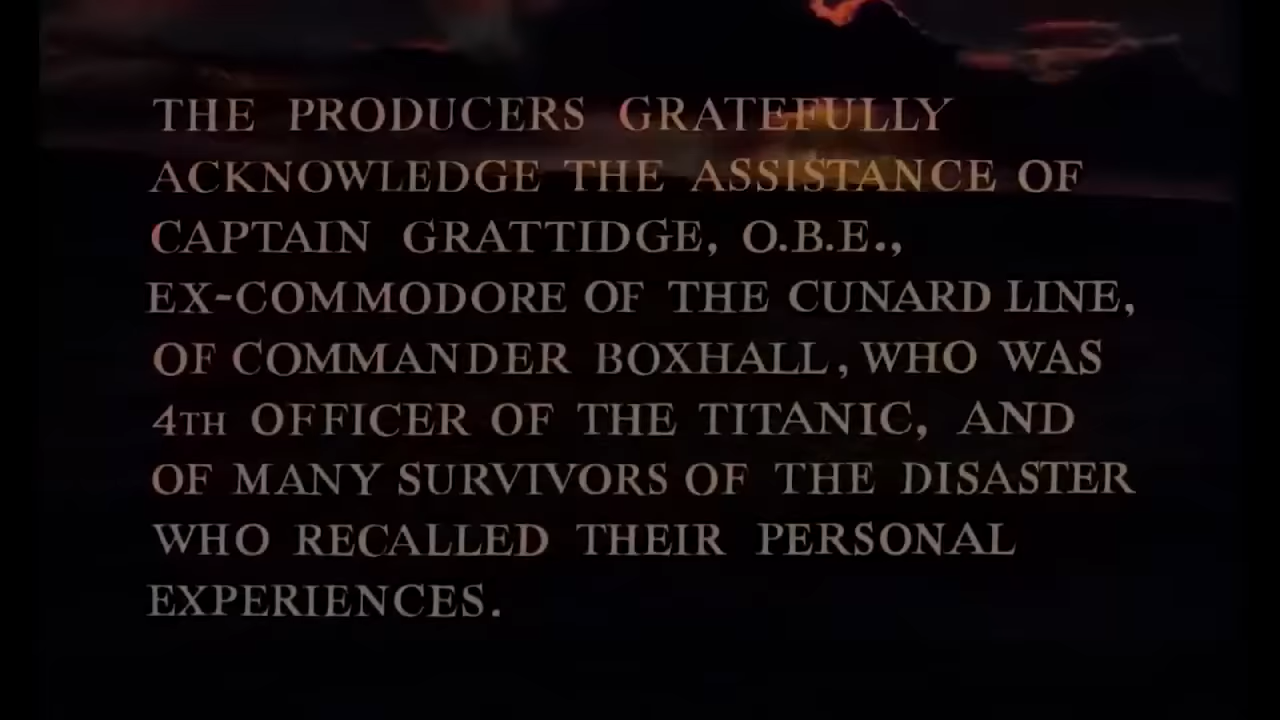 THE PRODUCERS GRATEFULLY
ACKNOWLEDGE THE ASSISTANCE OF
CAPTAIN GRATTIDGE, O.B.E.,
EX-COMMODORE OF THE CUNARD LINE,
OF COMMANDER BOXHALL, WHO WAS
4TH OFFICER OF THE TITANIC, AND
OF MANY SURVIVORS OF THE DISASTER
WHO RECALLED THEIR PERSONAL
EXPERIENCES.